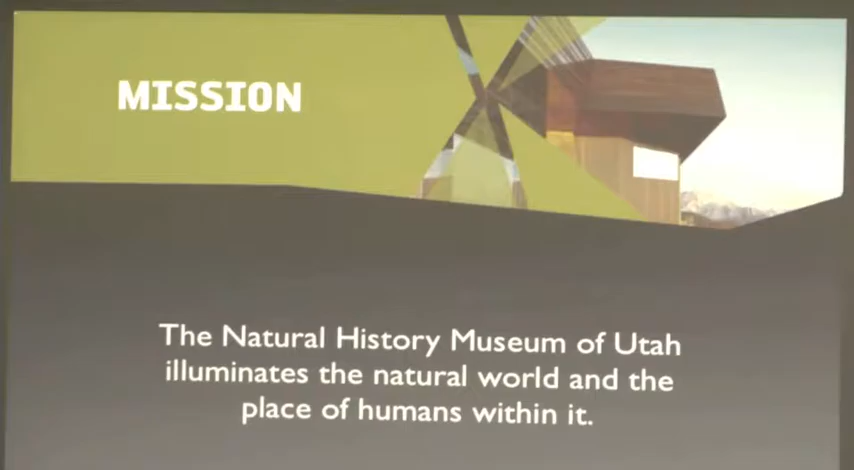 MISSION
The Natural History Museum of Utah
illuminates the natural world and the
place of humans within it.